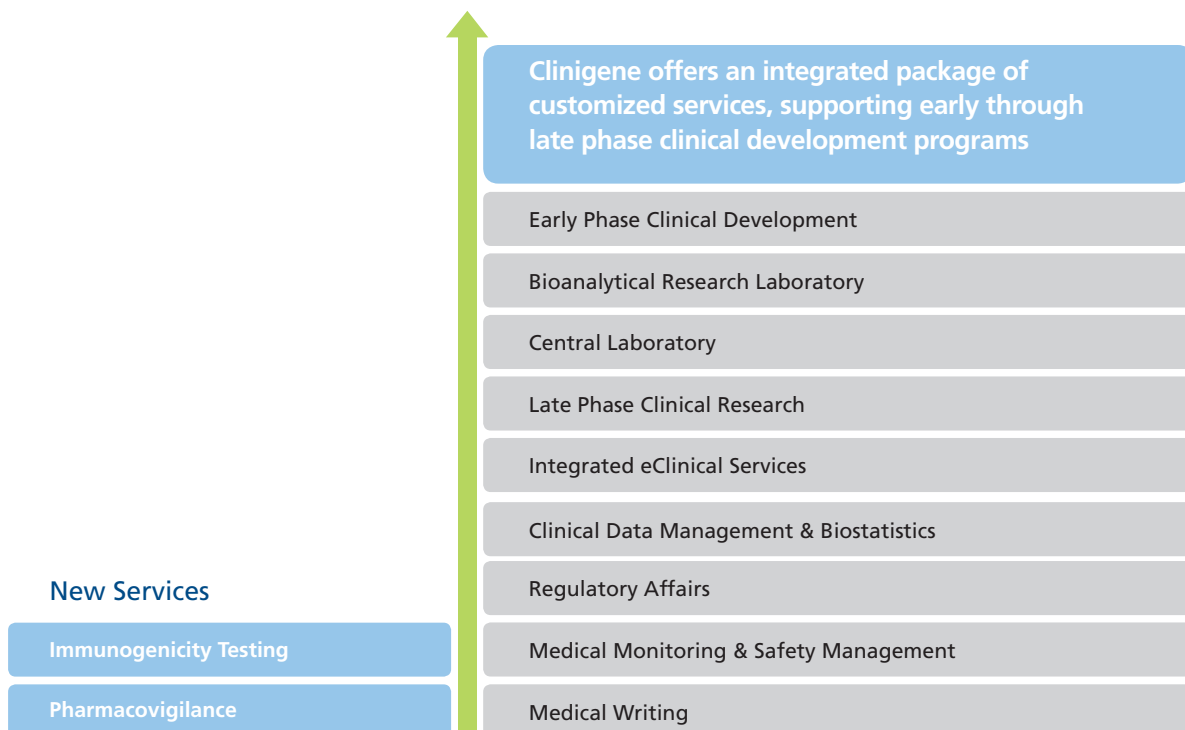 Clinigene offers an integrated package of
customized services, supporting early through
late phase clinical development programs
Early Phase Clinical Development
Bioanalytical Research Laboratory
Central Laboratory
Late Phase Clinical Research
Integrated eClinical Services
Clinical Data Management & Biostatistics
Regulatory Affairs
Medical Monitoring & Safety Management
Medical Writing
New Services
Immunogenicity Testing
Pharmacovigilance